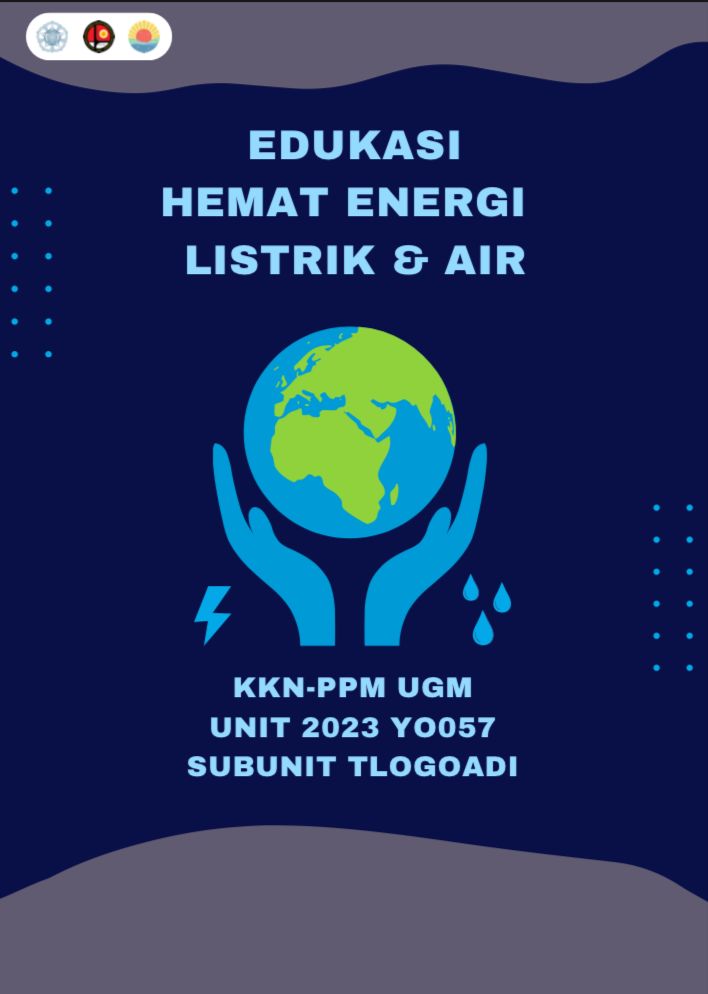 EDUKASI
HEMAT ENERGI
LISTRIK & AIR
KKN-PPM UGM
UNIT 2023 YO057
SUBUNIT TLOGOADI